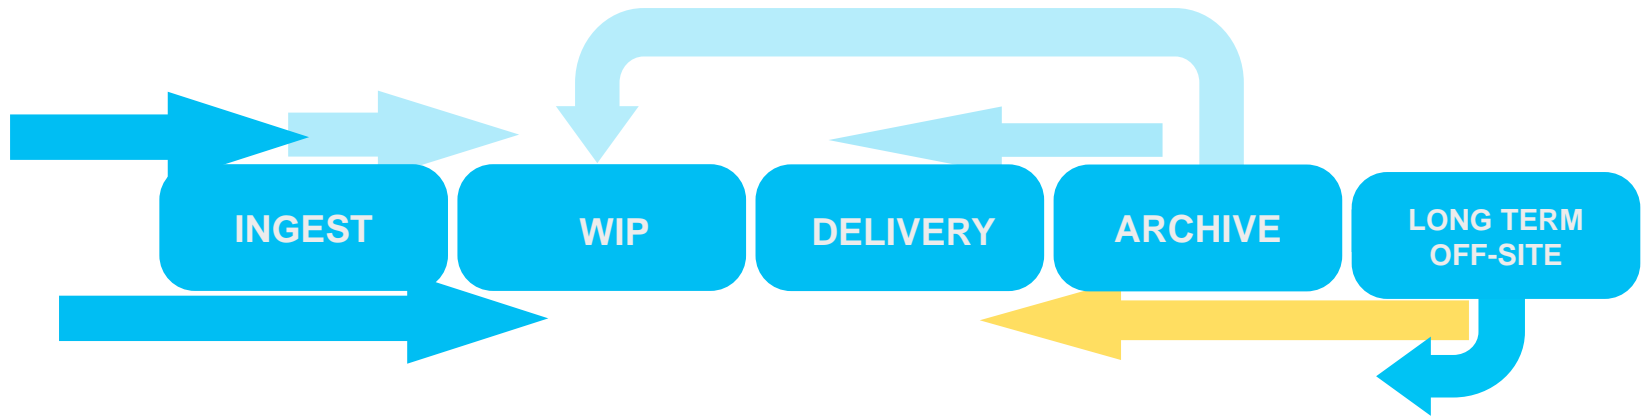 INGEST
WIP
DELIVERY
ARCHIVE
LONG TERM
OFF-SITE